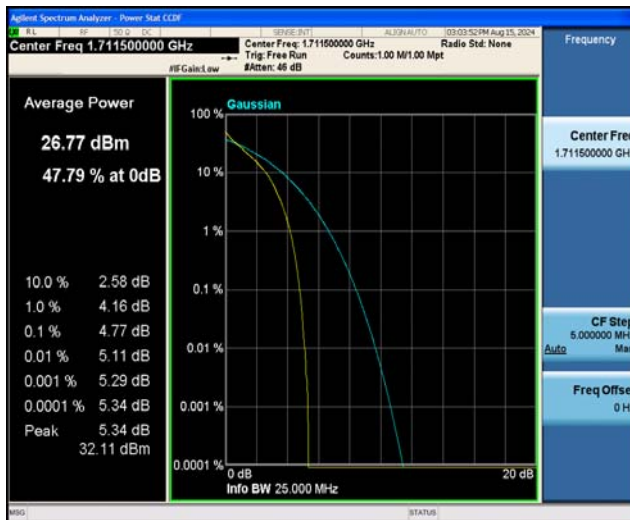 Agilent Spectrum Analyzer - Power Stat CCDF
RL RF 50 Ω DC SENSE:INT ALIGN AUTO 03:03:52PM Aug 15, 2024
Center Freq 1.711500000 GHz
Center Freq: 1.711500000 GHz Radio Std: None
Trig: Free Run Counts:1.00 M/1.00 Mpt
#IFGain:Low #Atten: 46 dB
Frequency
Average Power
26.77 dBm
47.79 % at 0dB
10.0 % 2.58 dB
1.0 % 4.16 dB
0.1 % 4.77 dB
0.01 % 5.11 dB
0.001 % 5.29 dB
0.0001 % 5.34 dB
Peak 5.34 dB
32.11 dBm
Gaussian
100 %
10 %
1 %
0.1 %
0.01 %
0.001 %
0.0001 %
0 dB 20 dB
Info BW 25.000 MHz
Center Fre
1.711500000 GH
CF Step
5.000000 MH
Auto Ma
Freq Offse
0 H
MSG STATUS